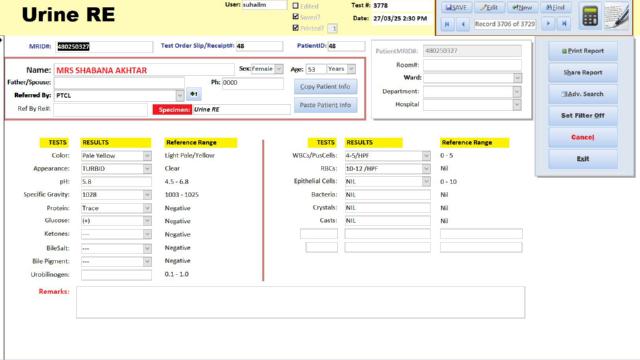 Urine RE
User: suhailm
Edited
Saved?
Printed? 1
Test #: 3778
Date: 27/03/25 2:30 PM
SAVE Edit New Find
Record 3706 of 3729
MRID#: 480250327 Test Order Slip/Receipt#: 48 PatientID: 48
Name: MRS SHABANA AKHTAR Sex: Female Age: 53 Years
Father/Spouse: Ph: 0000
Referred By: PTCL +1
Ref By Re#: Specimen: Urine RE
Copy Patient Info
Paste Patient Info
PatientMRID#: 480250327
Room#:
Ward:
Department:
Hospital
Print Report
Share Report
Adv. Search
Set Filter Off
Cancel
Exit
TESTS RESULTS Reference Range
Color: Pale Yellow Light Pale/Yellow
Appearance: TURBID Clear
pH: 5.8 4.5 - 6.8
Specific Gravity: 1028 1003 - 1025
Protein: Trace Negative
Glucose: (+) Negative
Ketones: --- Negative
BileSalt: --- Negative
Bile Pigment: --- Negative
Urobilinogen: 0.1 - 1.0
TESTS RESULTS Reference Range
WBCs/PusCells: 4-5/HPF 0 - 5
RBCs: 10-12 /HPF Nil
Epithelial Cells: NIL 0 - 10
Bacteria: NIL Nil
Crystals: NIL Nil
Casts: NIL Nil
Remarks: